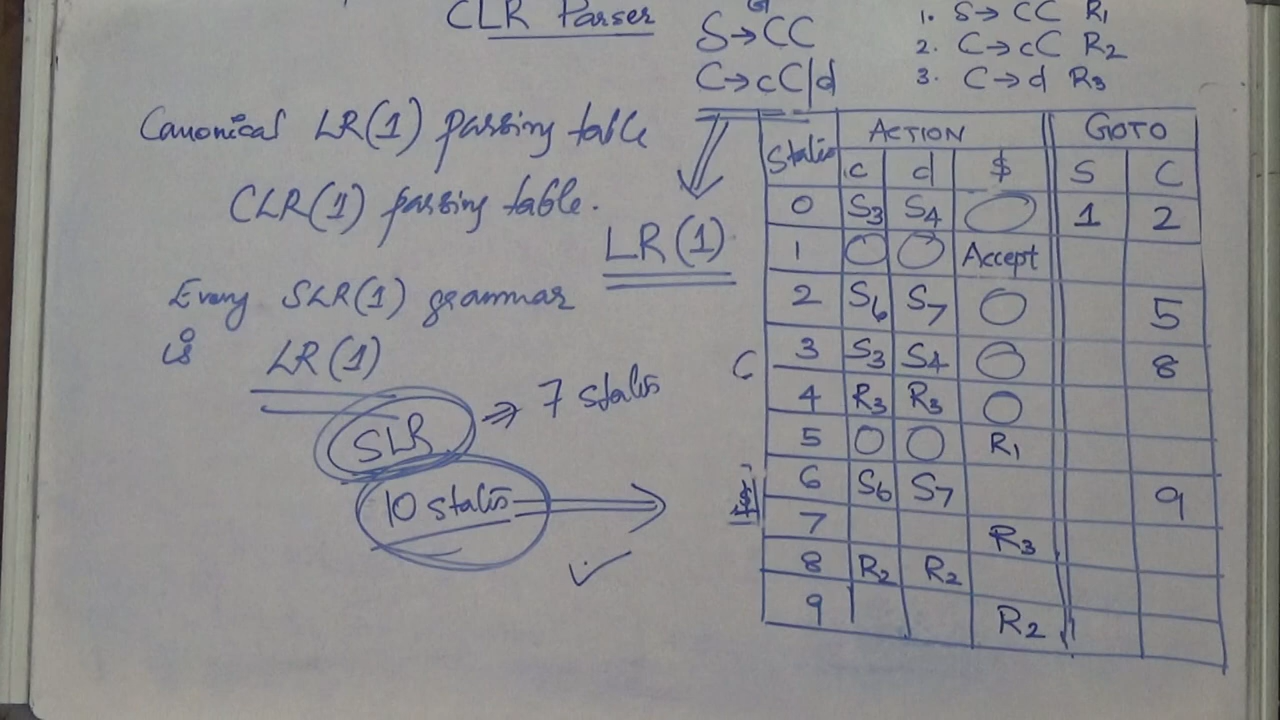 CLR Parser
S→CC
C→cC/d
1. S→ CC R1
2. C→cC R2
3. C→d R3
Canonical LR(1) parsing table
CLR(1) parsing table.
LR(1)
Every SLR(1) grammar
is LR(1)
SLR ⇒ 7 states
10 states
✓
C
States ACTION GOTO
c d $ S C
0 S3 S4 1 2
1 Accept
2 S6 S7 5
3 S3 S4 8
4 R3 R3
5 R1
6 S6 S7 9
7 R3
8 R2 R2
9 R2